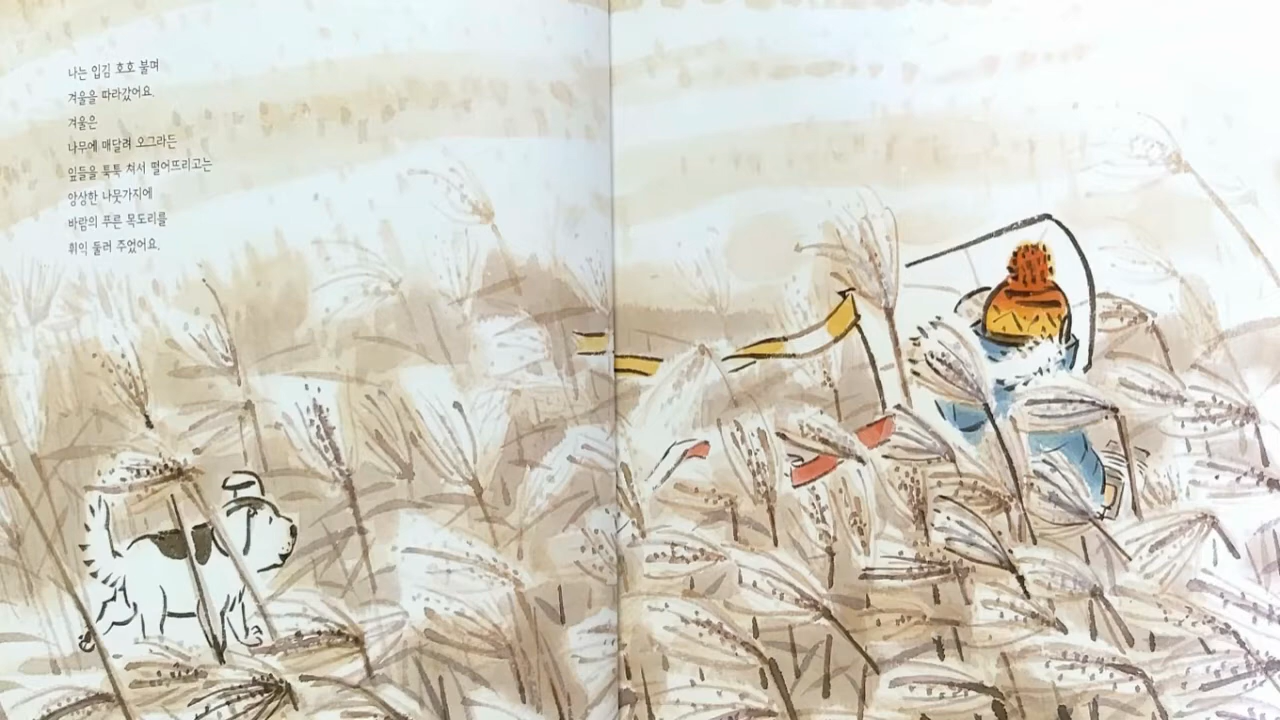 나는 입김 호호 불며
겨울을 따라갔어요.
겨울은
나무에 매달려 오그라든
잎들을 툭툭 쳐서 떨어뜨리고는
앙상한 나뭇가지에
바람의 푸른 목도리를
휘익 둘러 주었어요.